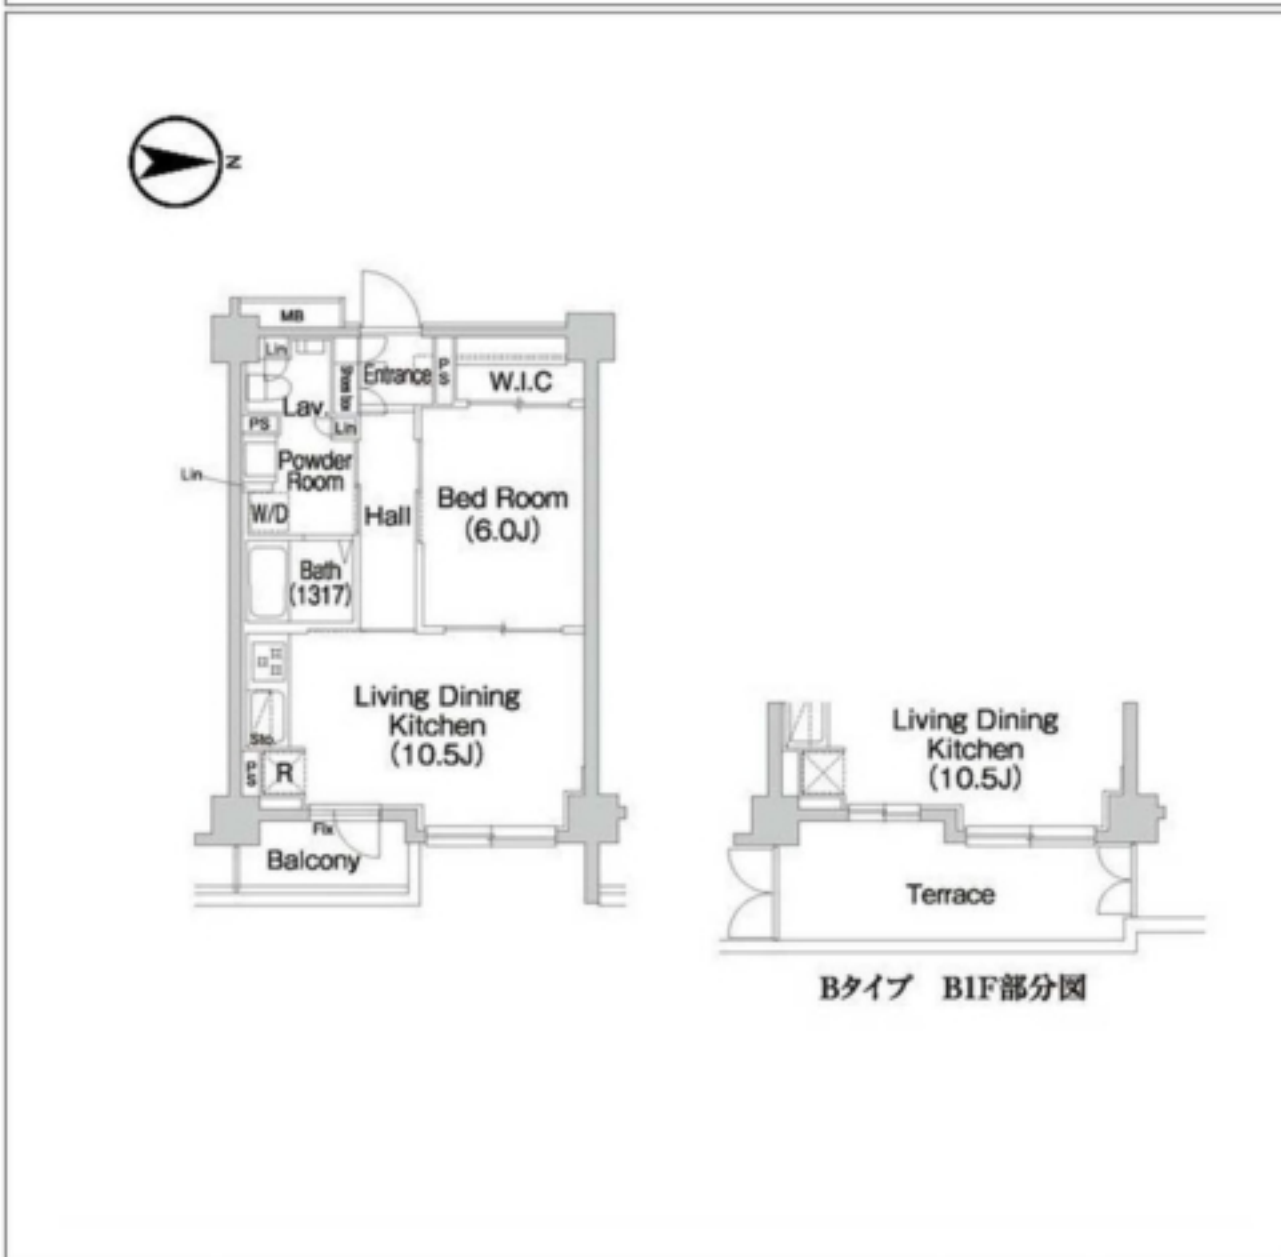 N
MB
Lin
Shoes box
Entrance
PS
W.I.C
Lav.
PS
Lin
Powder
Room
Lin
W/D
Hall
Bed Room
(6.0J)
Bath
(1317)
Living Dining
Kitchen
(10.5J)
Sto.
P.S
R
Fix
Balcony
Living Dining
Kitchen
(10.5J)
Terrace
Bタイプ B1F部分図